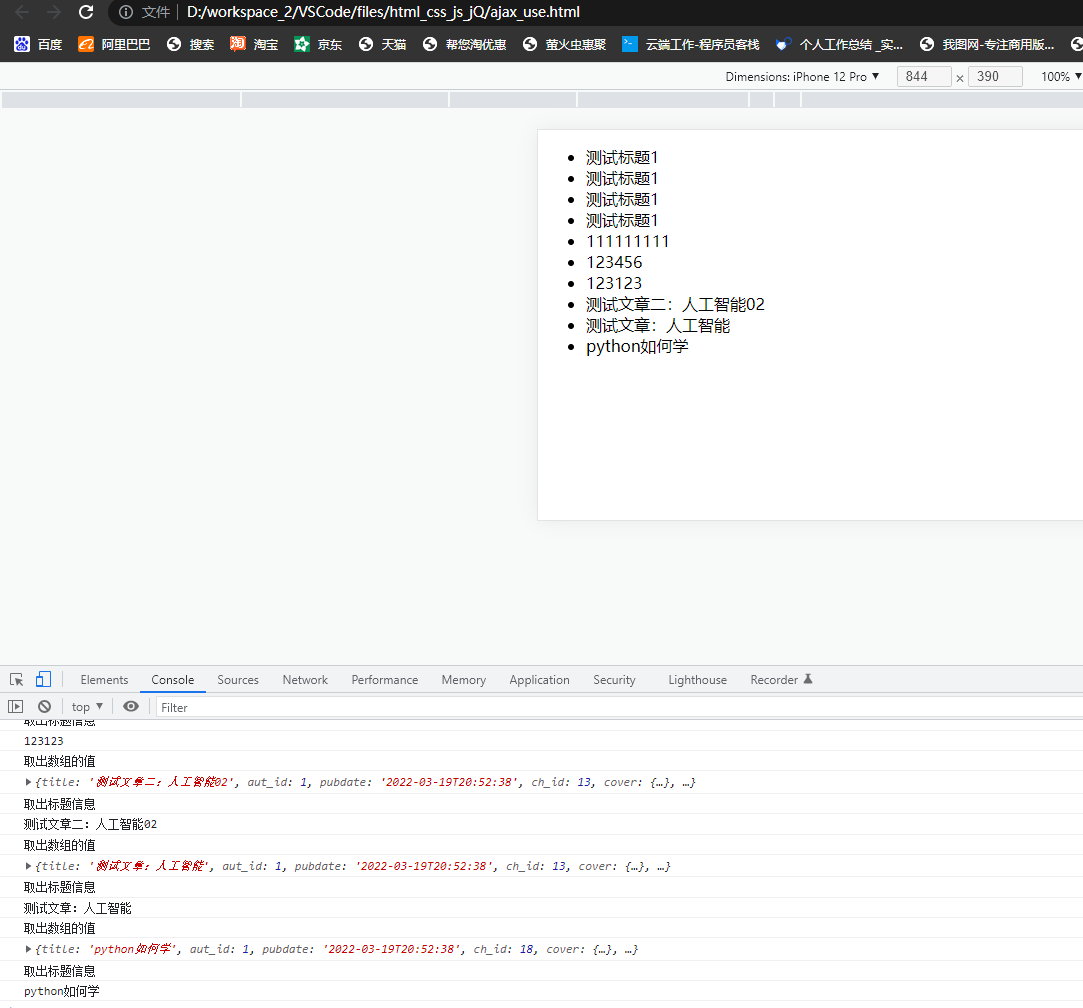 文件 D:/workspace_2/VSCode/files/html_css_js_jQ/ajax_use.html
百度 阿里巴巴 搜索 淘宝 京东 天猫 帮您淘优惠 萤火虫惠聚 云端工作-程序员客栈 个人工作总结 _实... 我图网-专注商用版...
Dimensions: iPhone 12 Pro ▼ 844 × 390 100% ▼
测试标题1
测试标题1
测试标题1
测试标题1
111111111
123456
123123
测试文章二：人工智能02
测试文章：人工智能
python如何学
Elements Console Sources Network Performance Memory Application Security Lighthouse Recorder
top ▼ Filter
取出标题信息
123123
取出数组的值
{title: '测试文章二：人工智能02', aut_id: 1, pubdate: '2022-03-19T20:52:38', ch_id: 13, cover: {…}, …}
取出标题信息
测试文章二：人工智能02
取出数组的值
{title: '测试文章：人工智能', aut_id: 1, pubdate: '2022-03-19T20:52:38', ch_id: 13, cover: {…}, …}
取出标题信息
测试文章：人工智能
取出数组的值
{title: 'python如何学', aut_id: 1, pubdate: '2022-03-19T20:52:38', ch_id: 18, cover: {…}, …}
取出标题信息
python如何学